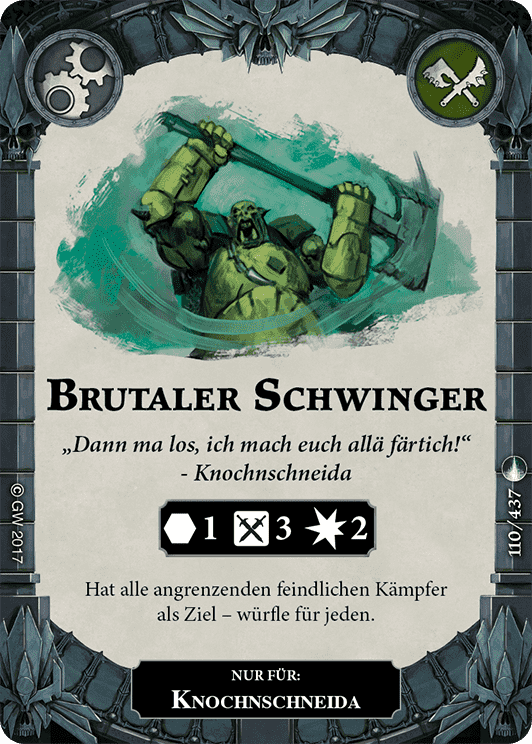 Brutaler Schwinger
„Dann ma los, ich mach euch allä färtich!“
- Knochnschneida
1 3 2
Hat alle angrenzenden feindlichen Kämpfer
als Ziel – würfle für jeden.
NUR FÜR:
Knochnschneida
© GW 2017
110/437